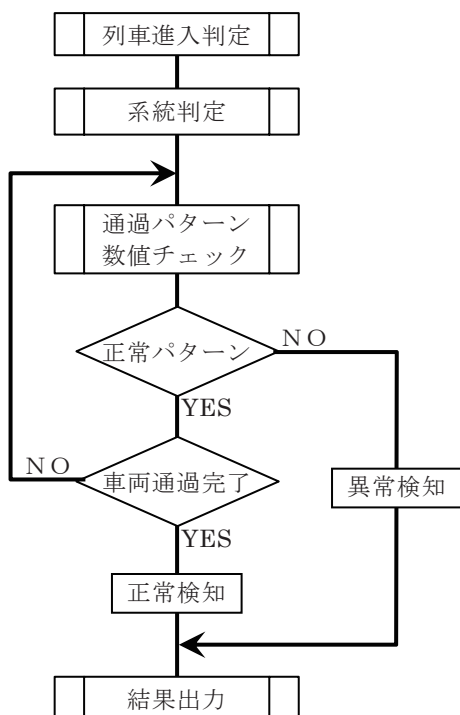 列車進入判定
系統判定
通過パターン
数値チェック
正常パターン
NO
YES
車両通過完了
NO
YES
異常検知
正常検知
結果出力